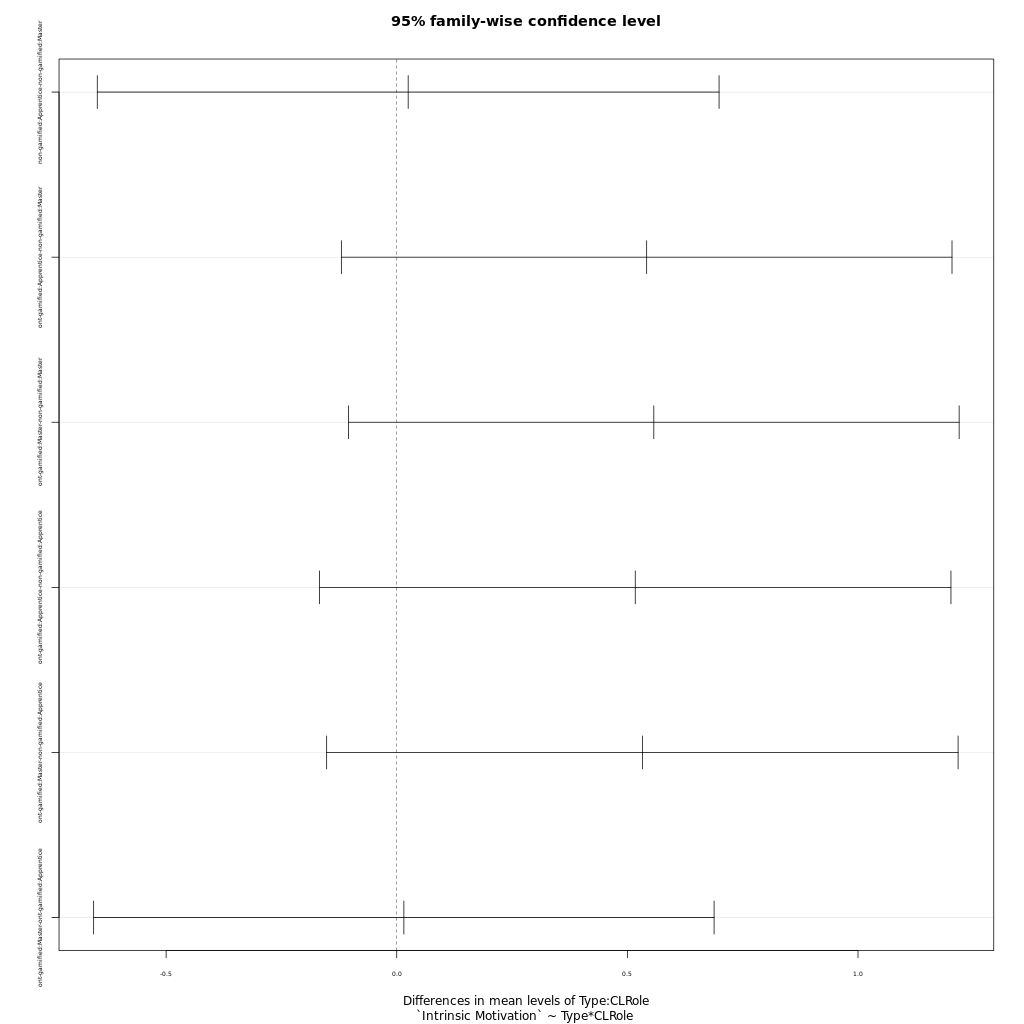 95% family-wise confidence level
non-gamified:Apprentice-non-gamified:Master
ont-gamified:Apprentice-non-gamified:Master
ont-gamified:Master-non-gamified:Master
ont-gamified:Apprentice-non-gamified:Apprentice
ont-gamified:Master-non-gamified:Apprentice
ont-gamified:Master-ont-gamified:Apprentice
-0.5 0.0 0.5 1.0
Differences in mean levels of Type:CLRole
`Intrinsic Motivation` ~ Type*CLRole